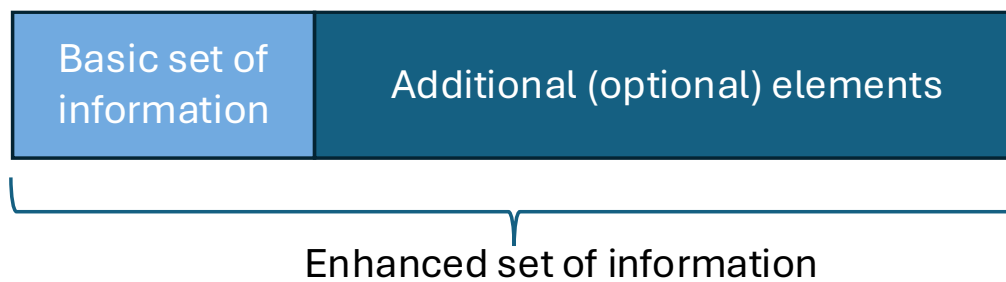 Basic set of
information
Additional (optional) elements
Enhanced set of information